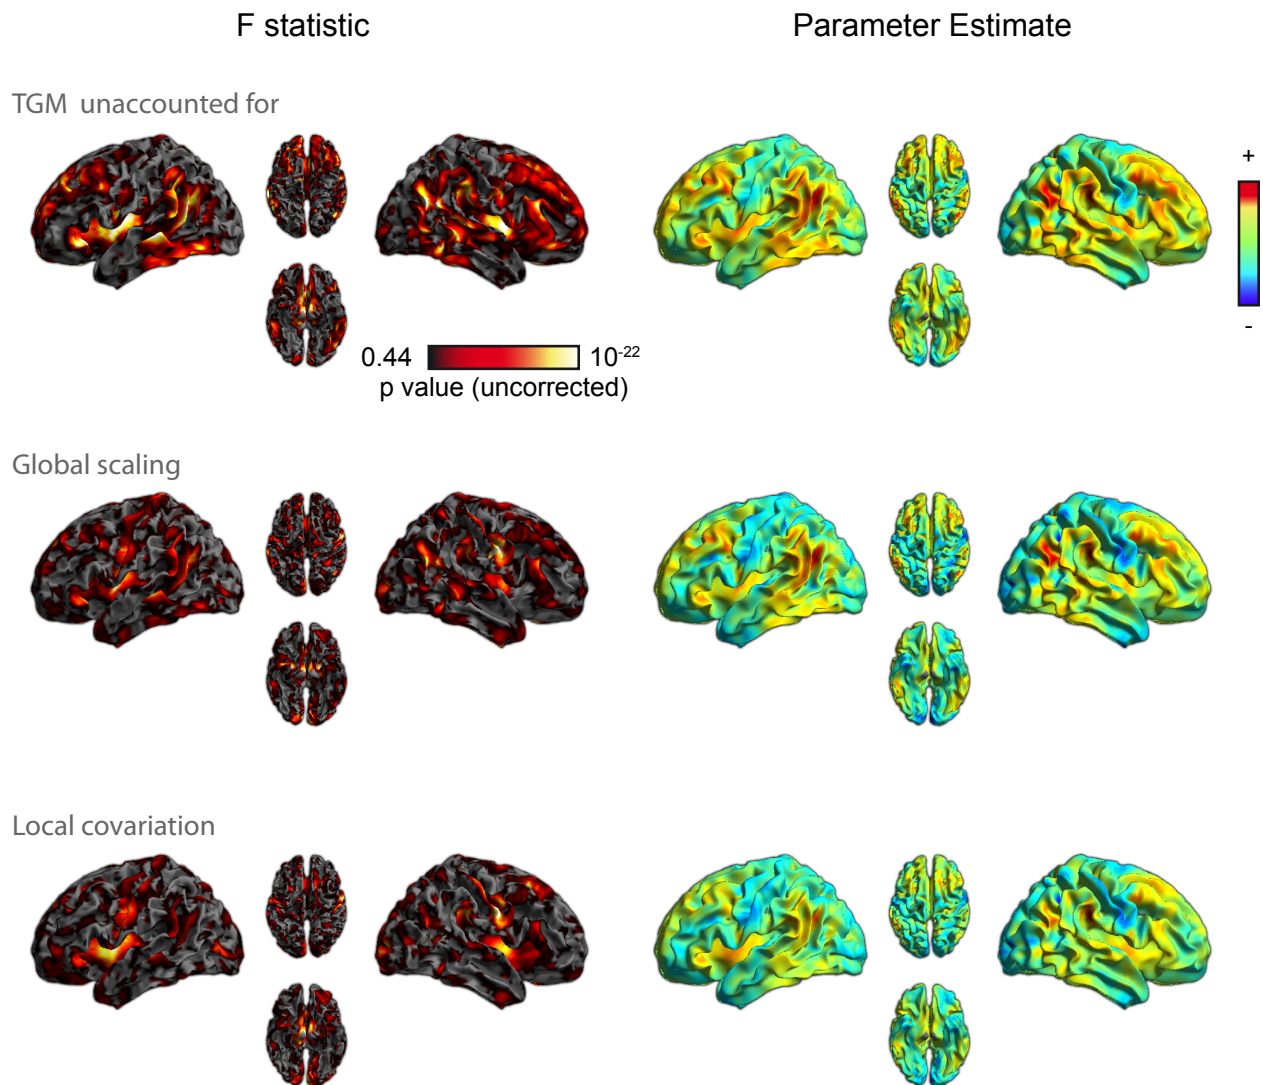 F statistic
Parameter Estimate
TGM unaccounted for
+
-
0.44
10-22
p value (uncorrected)
Global scaling
Local covariation